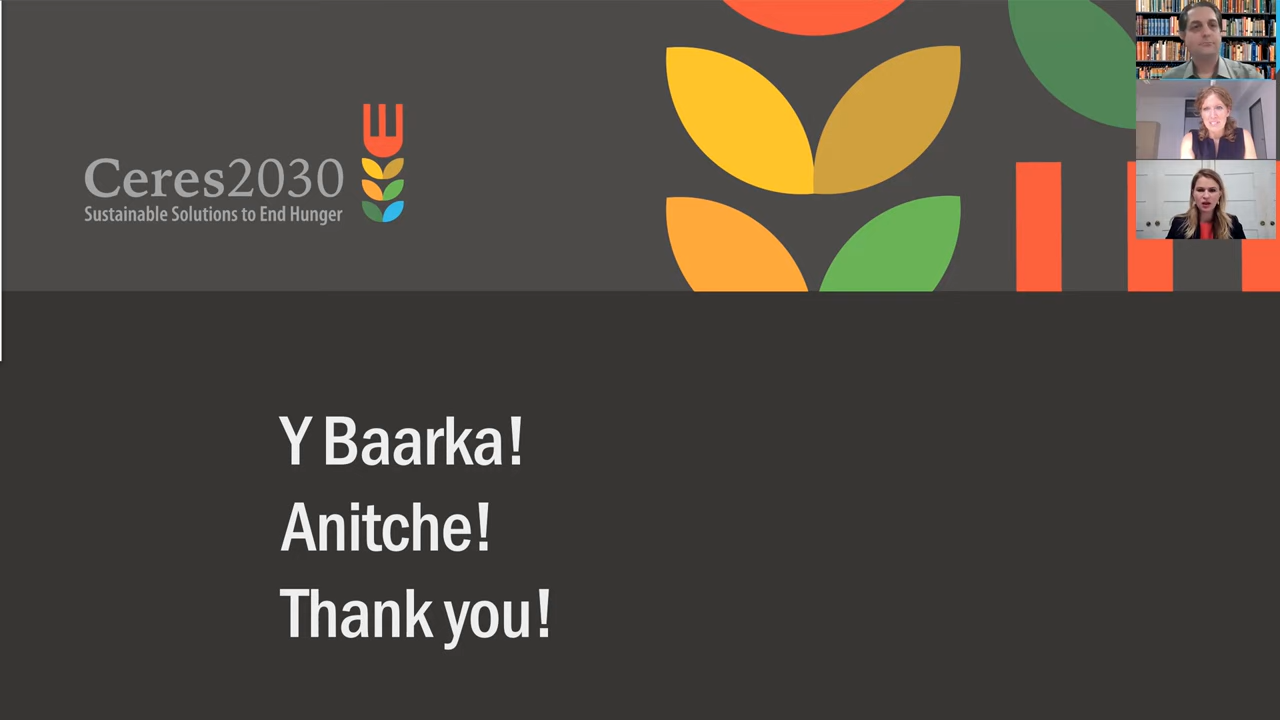 Ceres2030
Sustainable Solutions to End Hunger
Y Baarka!
Anitche!
Thank you!